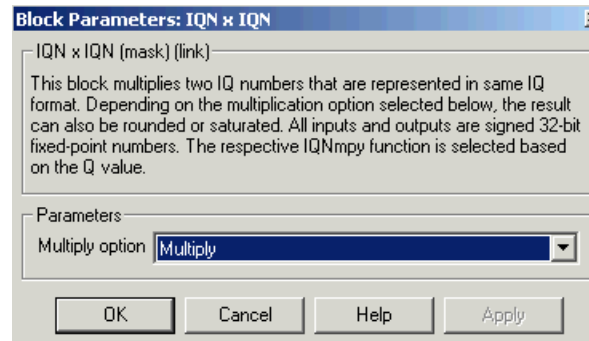 Block Parameters: IQN x IQN
IQN x IQN (mask) (link)
This block multiplies two IQ numbers that are represented in same IQ
format. Depending on the multiplication option selected below, the result
can also be rounded or saturated. All inputs and outputs are signed 32-bit
fixed-point numbers. The respective IQNmpy function is selected based
on the Q value.
Parameters
Multiply option Multiply
OK Cancel Help Apply